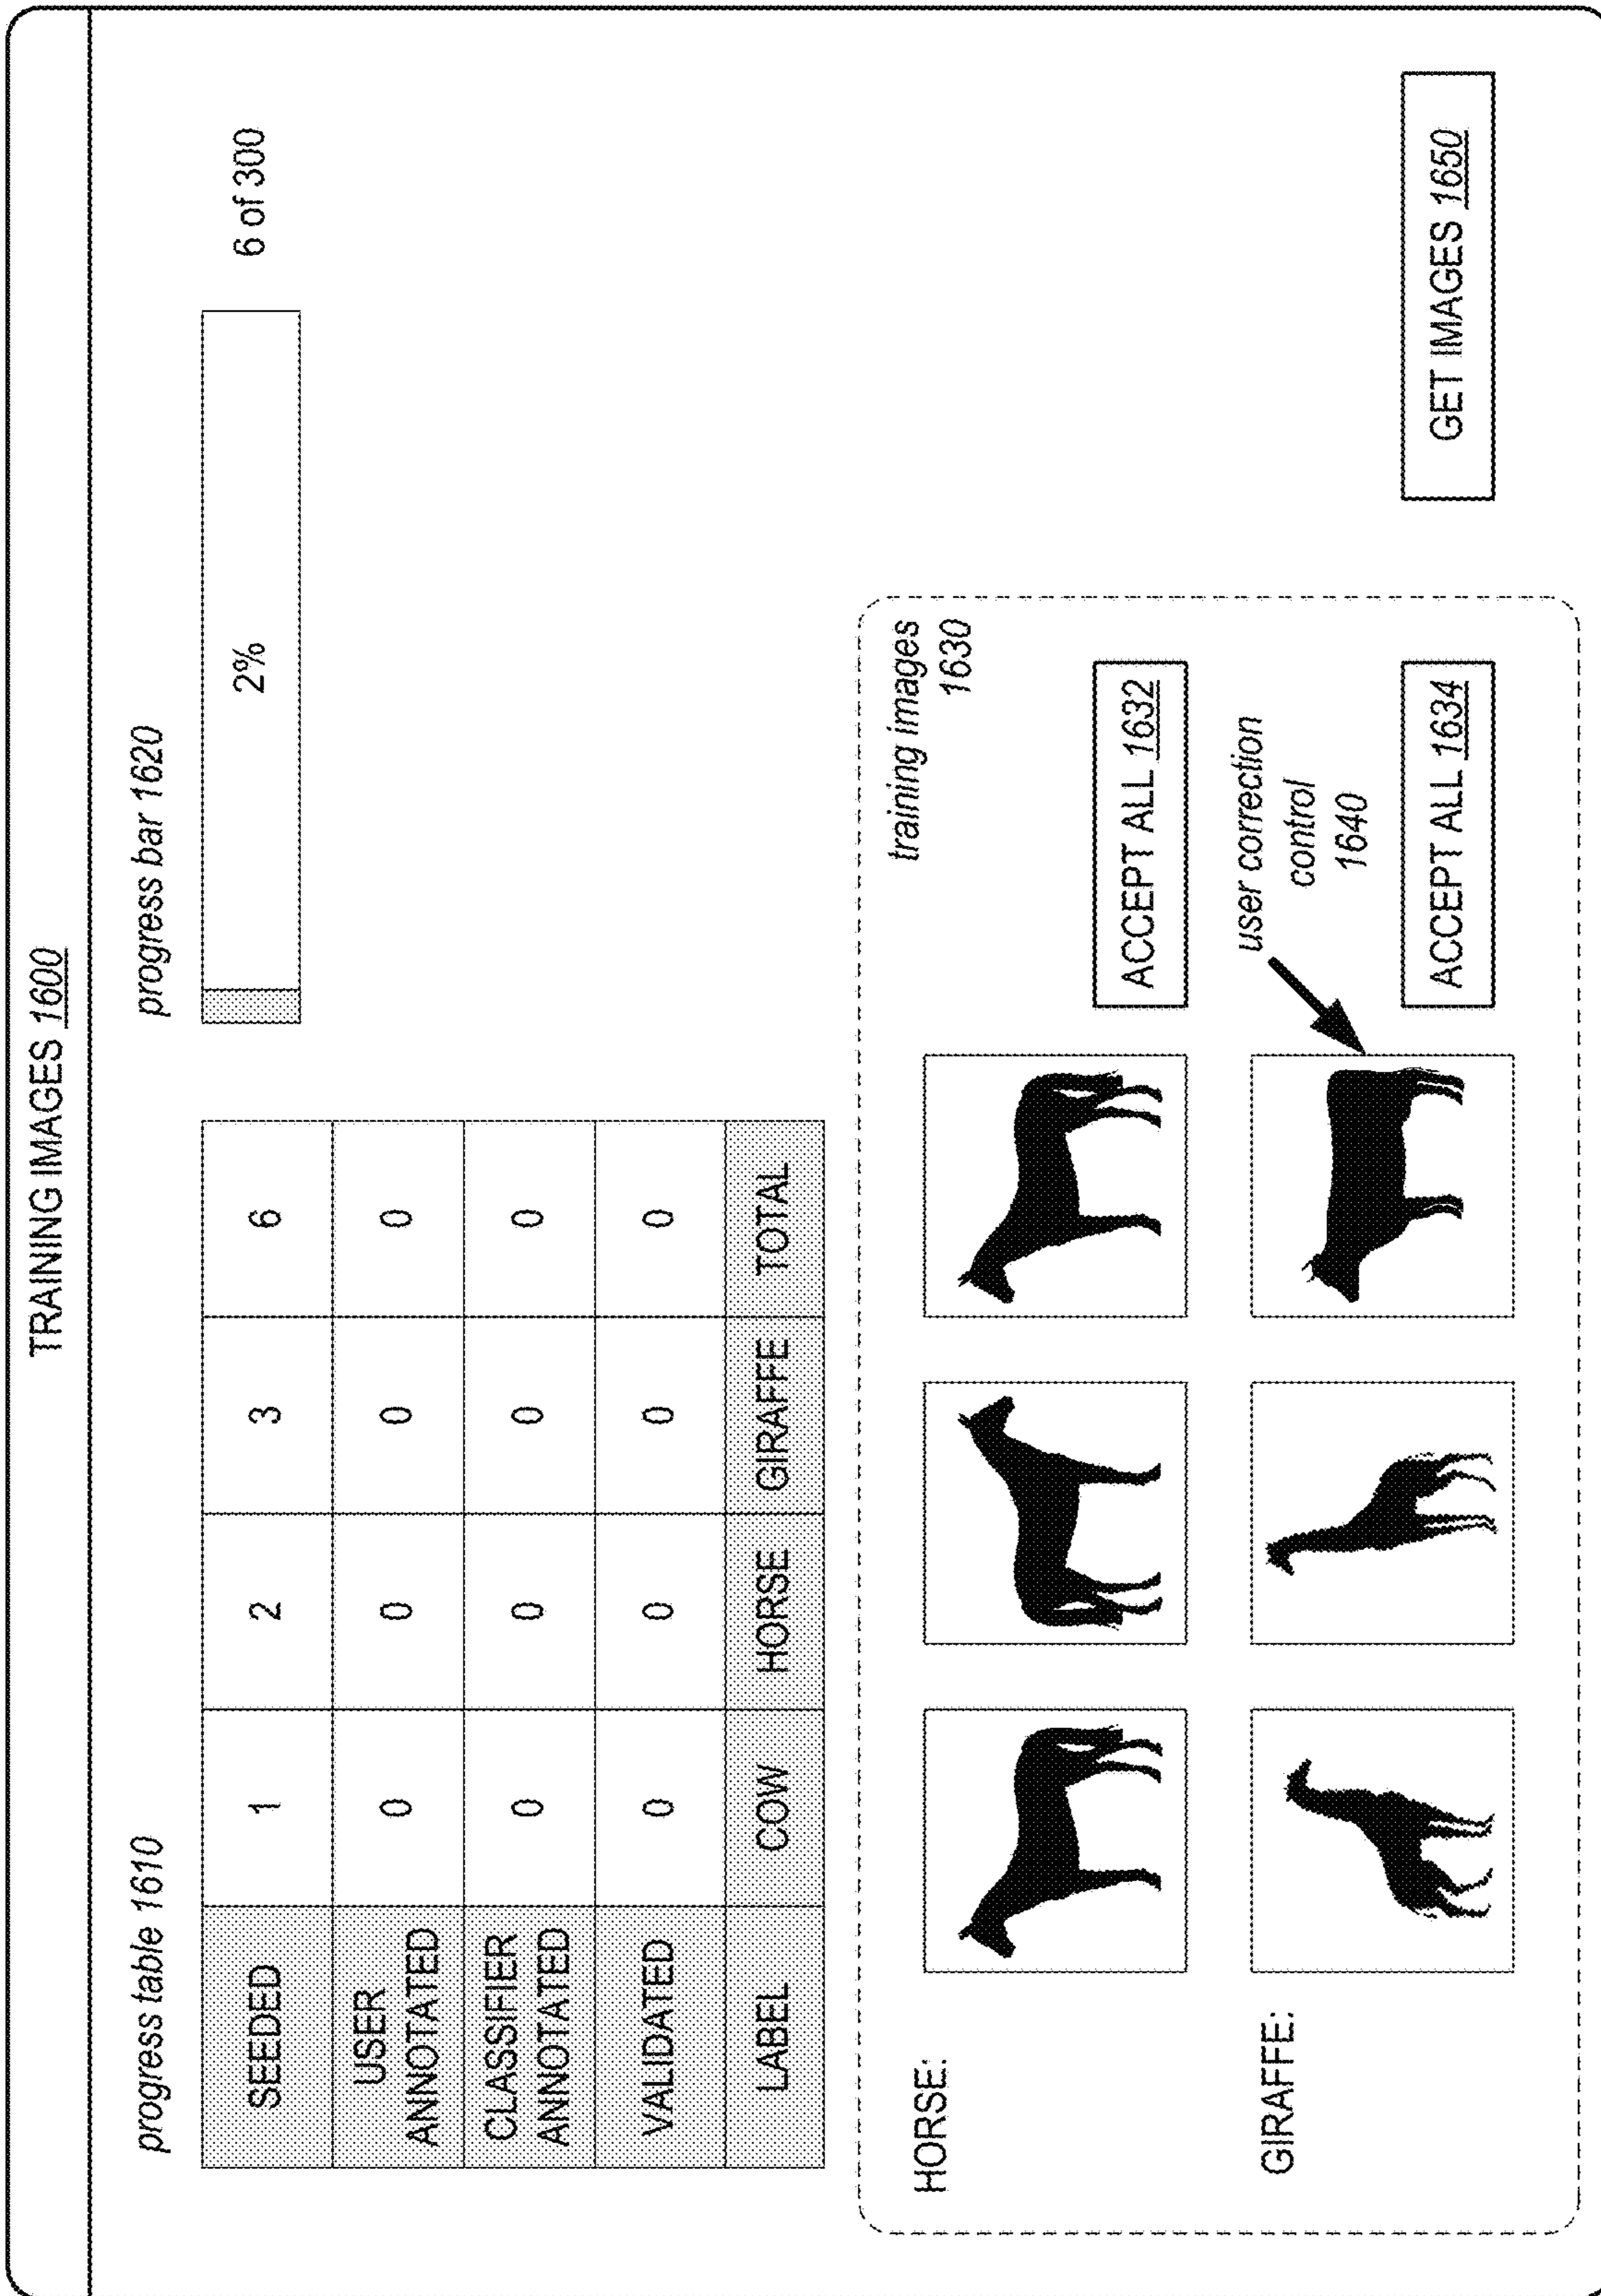 TRAINING IMAGES 1600
progress table 1610
progress bar 1620
SEEDED 1 2 3 6
USER
ANNOTATED 0 0 0 0
CLASSIFIER
ANNOTATED 0 0 0 0
VALIDATED 0 0 0 0
LABEL COW HORSE GIRAFFE TOTAL
2%
6 of 300
training images
1630
HORSE:
ACCEPT ALL 1632
user correction
control
1640
GIRAFFE:
ACCEPT ALL 1634
GET IMAGES 1650